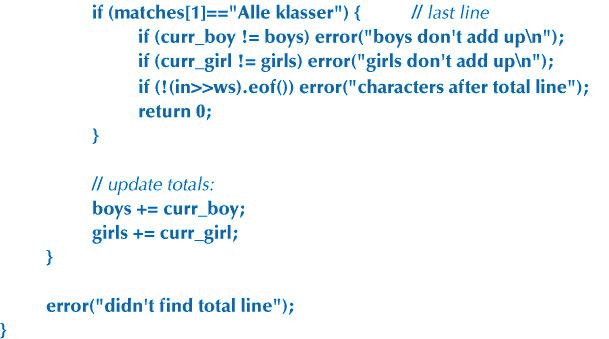 if (matches[1]=="Alle klasser") { // last line
if (curr_boy != boys) error("boys don't add up\n");
if (curr_girl != girls) error("girls don't add up\n");
if (!(in>>ws).eof()) error("characters after total line");
return 0;
}
// update totals:
boys += curr_boy;
girls += curr_girl;
}
error("didn't find total line");
}